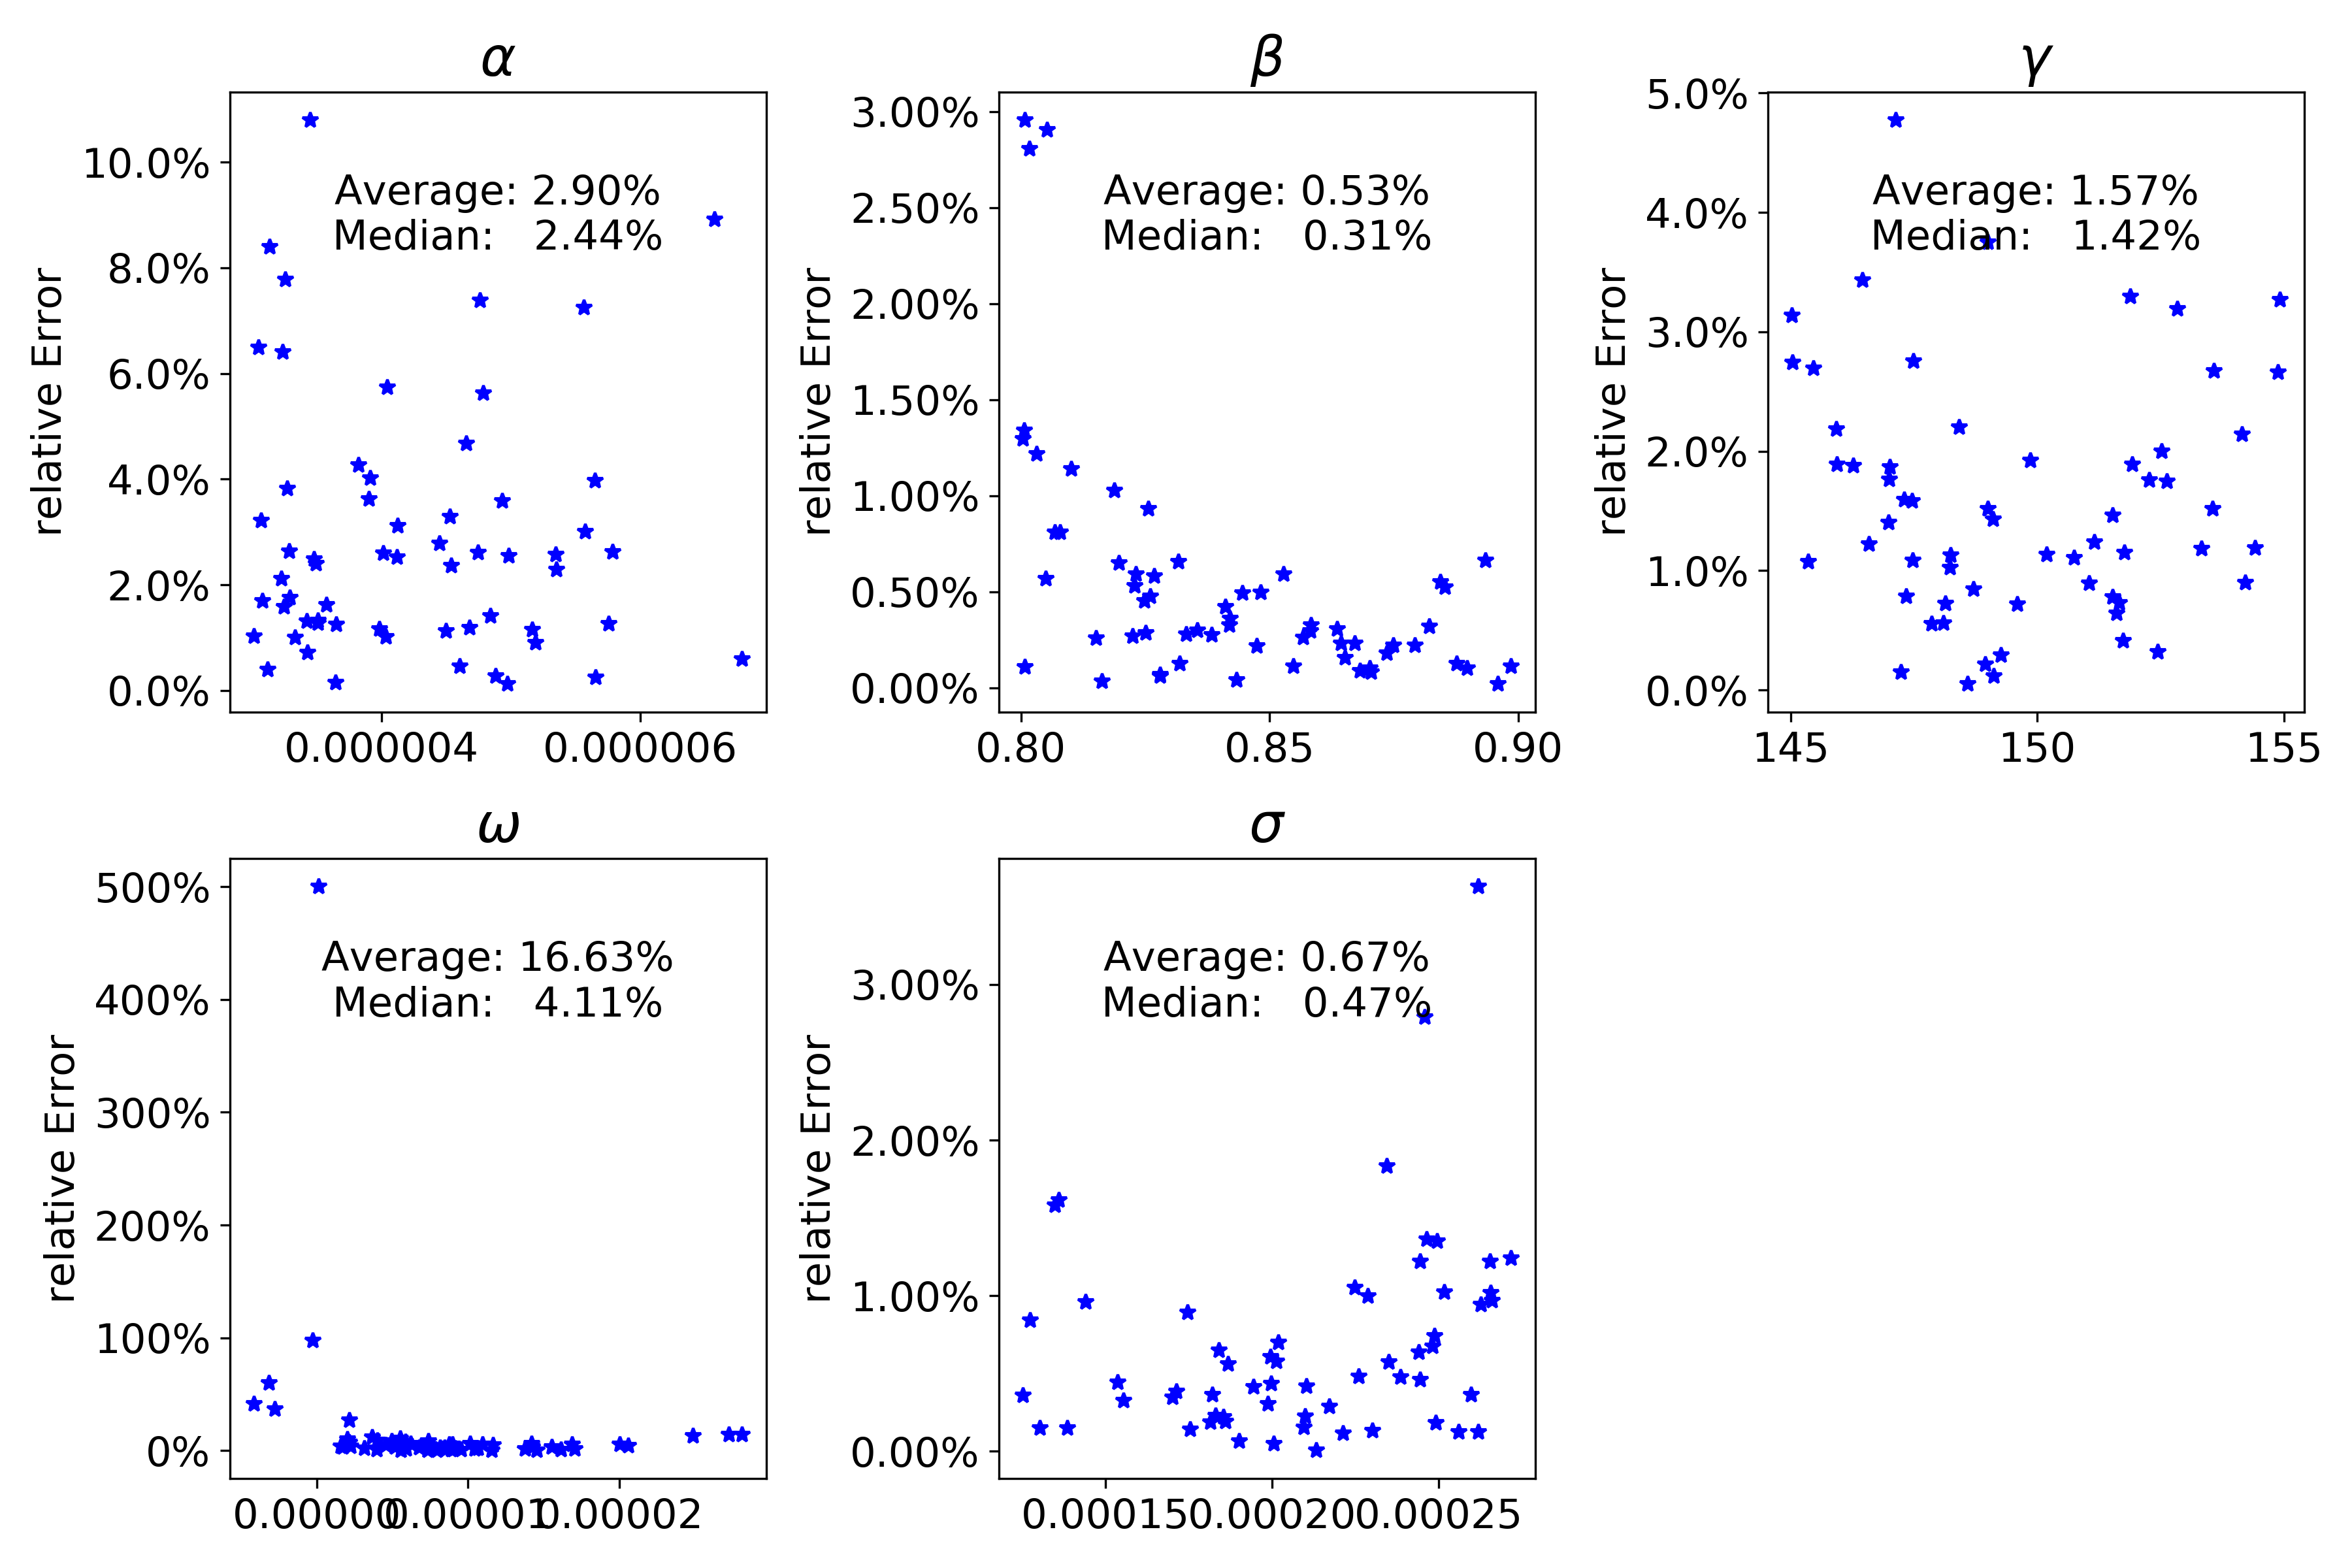 α
β
γ
10.0%
8.0%
6.0%
4.0%
2.0%
0.0%
relative Error
Average: 2.90%
Median: 2.44%
0.000004
0.000006
3.00%
2.50%
2.00%
1.50%
1.00%
0.50%
0.00%
relative Error
Average: 0.53%
Median: 0.31%
0.80
0.85
0.90
5.0%
4.0%
3.0%
2.0%
1.0%
0.0%
relative Error
Average: 1.57%
Median: 1.42%
145
150
155
ω
σ
500%
400%
300%
200%
100%
0%
relative Error
Average: 16.63%
Median: 4.11%
0.00000
0.00001
0.00002
3.00%
2.00%
1.00%
0.00%
relative Error
Average: 0.67%
Median: 0.47%
0.00015
0.00020
0.00025